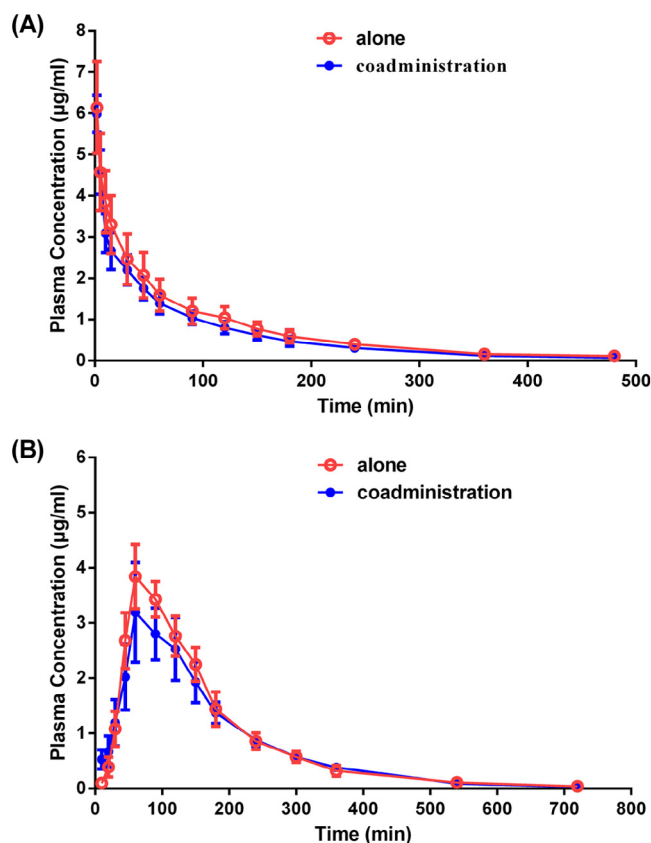 (A)
8
7
6
5
4
3
2
1
0
Plasma Concentration (µg/ml)
alone
coadministration
0 100 200 300 400 500
Time (min)
(B)
6
5
4
3
2
1
0
Plasma Concentration (µg/ml)
alone
coadministration
0 100 200 300 400 500 600 700 800
Time (min)